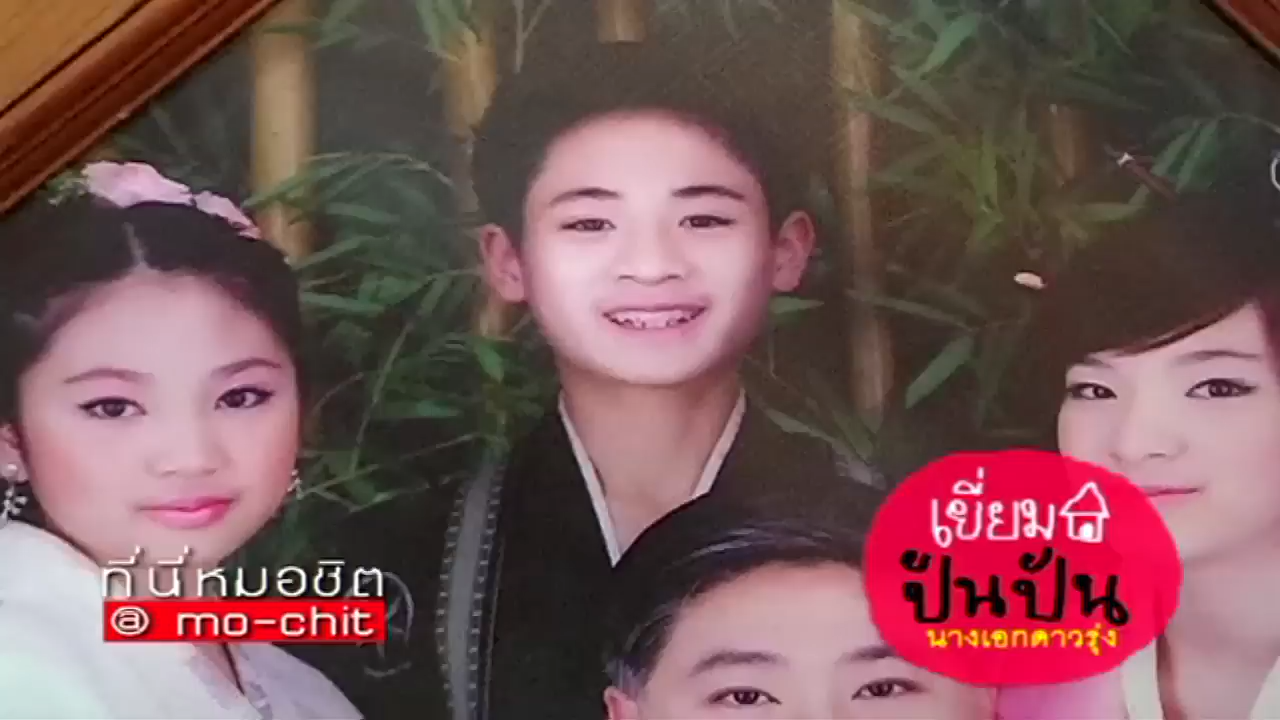 ที่นี่หมอชิต
@ mo-chit
เยี่ยม
ปันปัน
นางเอกดาวรุ่ง